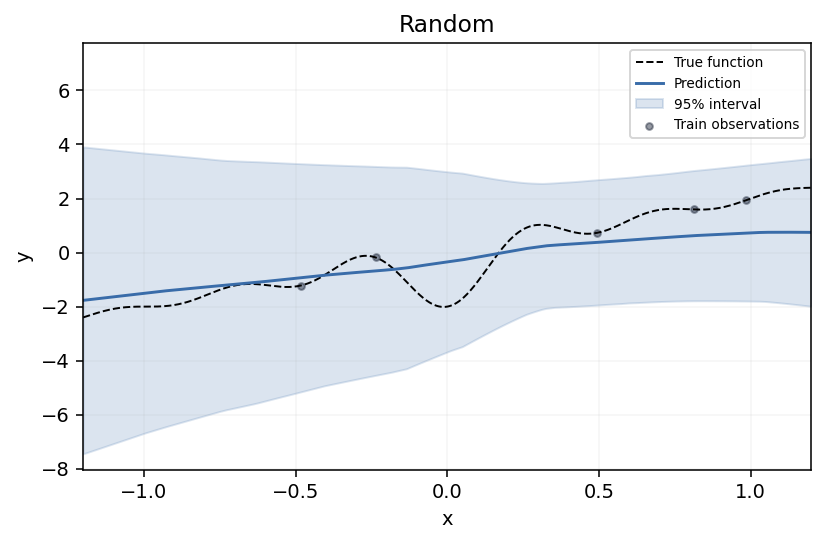 Random
True function
Prediction
95% interval
Train observations
6
4
2
0
−2
−4
−6
−8
y
−1.0 −0.5 0.0 0.5 1.0
x